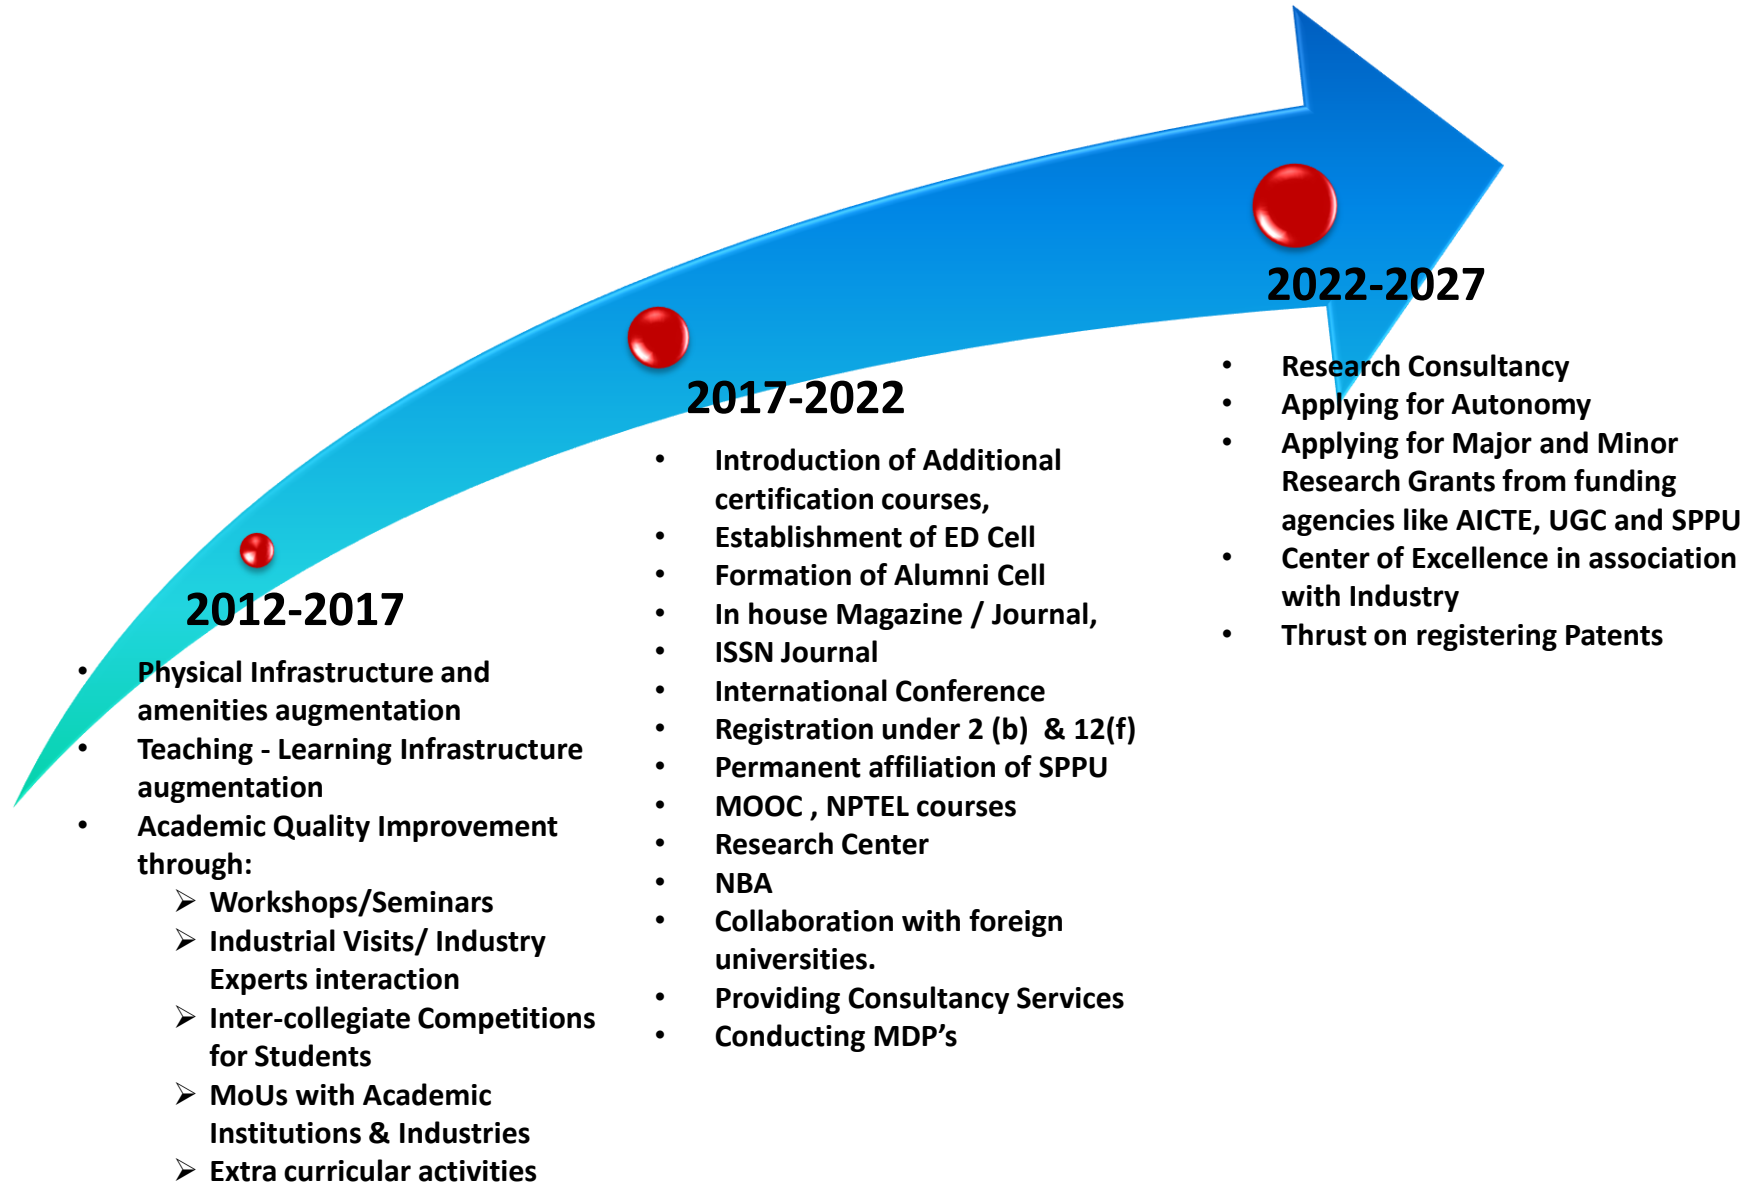 2012-2017
• Physical Infrastructure and
amenities augmentation
• Teaching - Learning Infrastructure
augmentation
• Academic Quality Improvement
through:
➢ Workshops/Seminars
➢ Industrial Visits/ Industry
Experts interaction
➢ Inter-collegiate Competitions
for Students
➢ MoUs with Academic
Institutions & Industries
➢ Extra curricular activities
2017-2022
• Introduction of Additional
certification courses,
• Establishment of ED Cell
• Formation of Alumni Cell
• In house Magazine / Journal,
• ISSN Journal
• International Conference
• Registration under 2 (b)  & 12(f)
• Permanent affiliation of SPPU
• MOOC , NPTEL courses
• Research Center
• NBA
• Collaboration with foreign
universities.
• Providing Consultancy Services
• Conducting MDP’s
2022-2027
• Research Consultancy
• Applying for Autonomy
• Applying for Major and Minor
Research Grants from funding
agencies like AICTE, UGC and SPPU
• Center of Excellence in association
with Industry
• Thrust on registering Patents